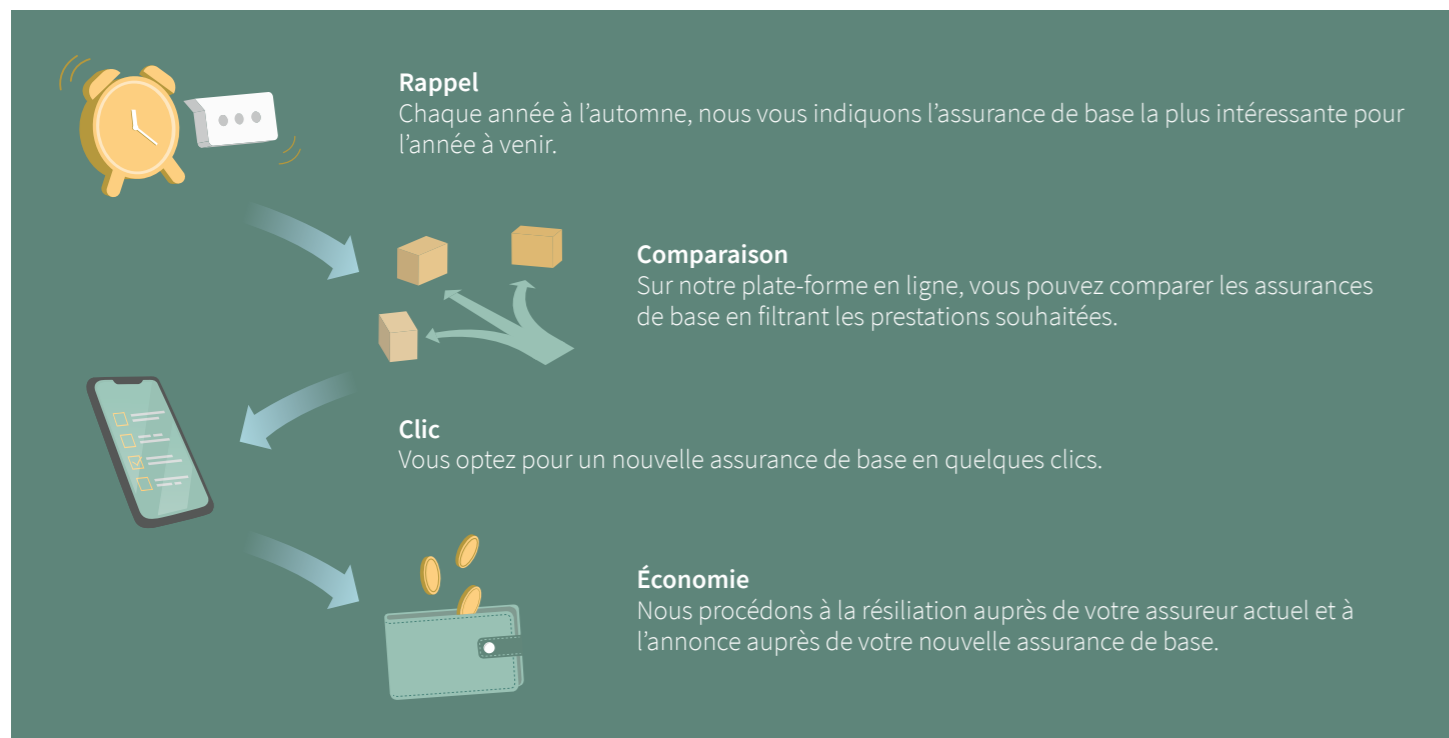 Rappel
Chaque année à l’automne, nous vous indiquons l’assurance de base la plus intéressante pour
l’année à venir.
Comparaison
Sur notre plate-forme en ligne, vous pouvez comparer les assurances
de base en filtrant les prestations souhaitées.
Clic
Vous optez pour un nouvelle assurance de base en quelques clics.
Économie
Nous procédons à la résiliation auprès de votre assureur actuel et à
l’annonce auprès de votre nouvelle assurance de base.